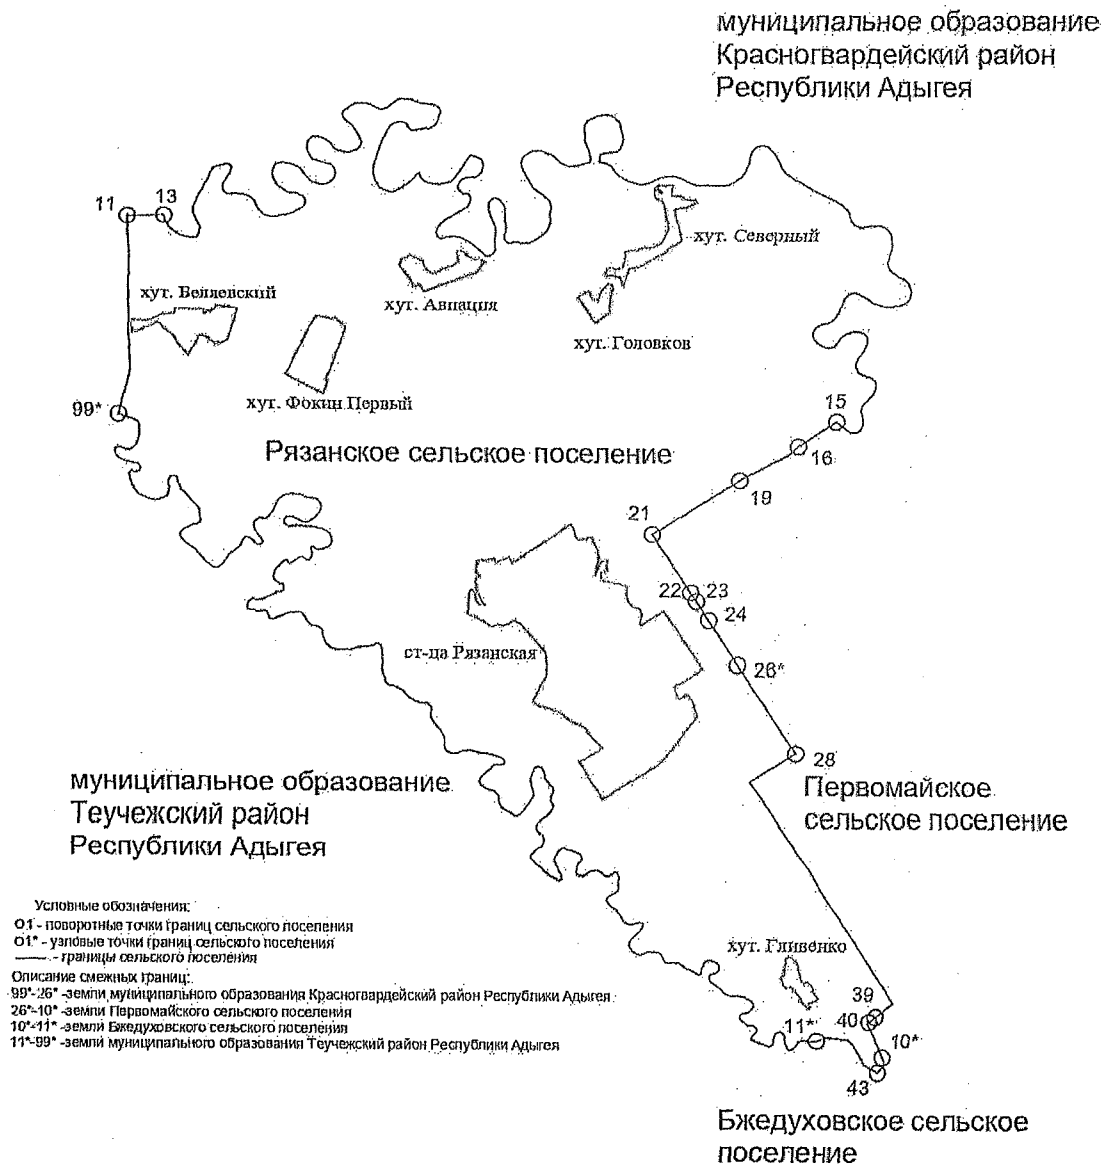 муниципальное образование
Красногвардейский район
Республики Адыгея
11
13
хут. Северный
хут. Веляевский
хут. Авиация
хут. Головков
хут. Фокин Первый
99*
15
16
Рязанское сельское поселение
19
21
22
23
24
ст-ца Рязанская
26*
28
муниципальное образование
Теучежский район
Республики Адыгея
Первомайское
сельское поселение
Условные обозначения:
О1 - поворотные точки границ сельского поселения
О1* - узловые точки границ сельского поселения
- границы сельского поселения
Описание смежных границ:
99*-26* -земли муниципального образования Красногвардейский район Республики Адыгея
26*-10* -земли Первомайского сельского поселения
10*-11* -земли Бжедуховского сельского поселения
11*-99* -земли муниципального образования Теучежский район Республики Адыгея
хут. Гливенко
39
40
11*
10*
43
Бжедуховское сельское
поселение